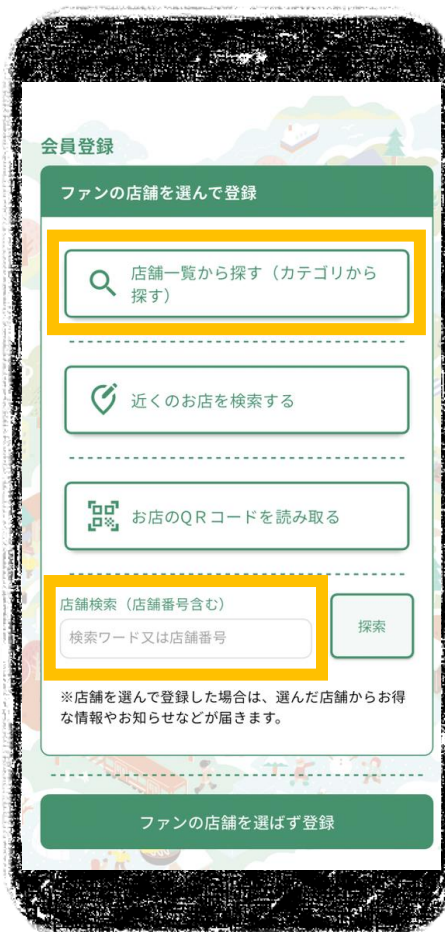 会員登録
ファンの店舗を選んで登録
店舗一覧から探す（カテゴリから
探す）
近くのお店を検索する
お店のQRコードを読み取る
店舗検索（店舗番号含む）
検索ワード又は店舗番号
探索
※店舗を選んで登録した場合は、選んだ店舗からお得
な情報やお知らせなどが届きます。
ファンの店舗を選ばず登録